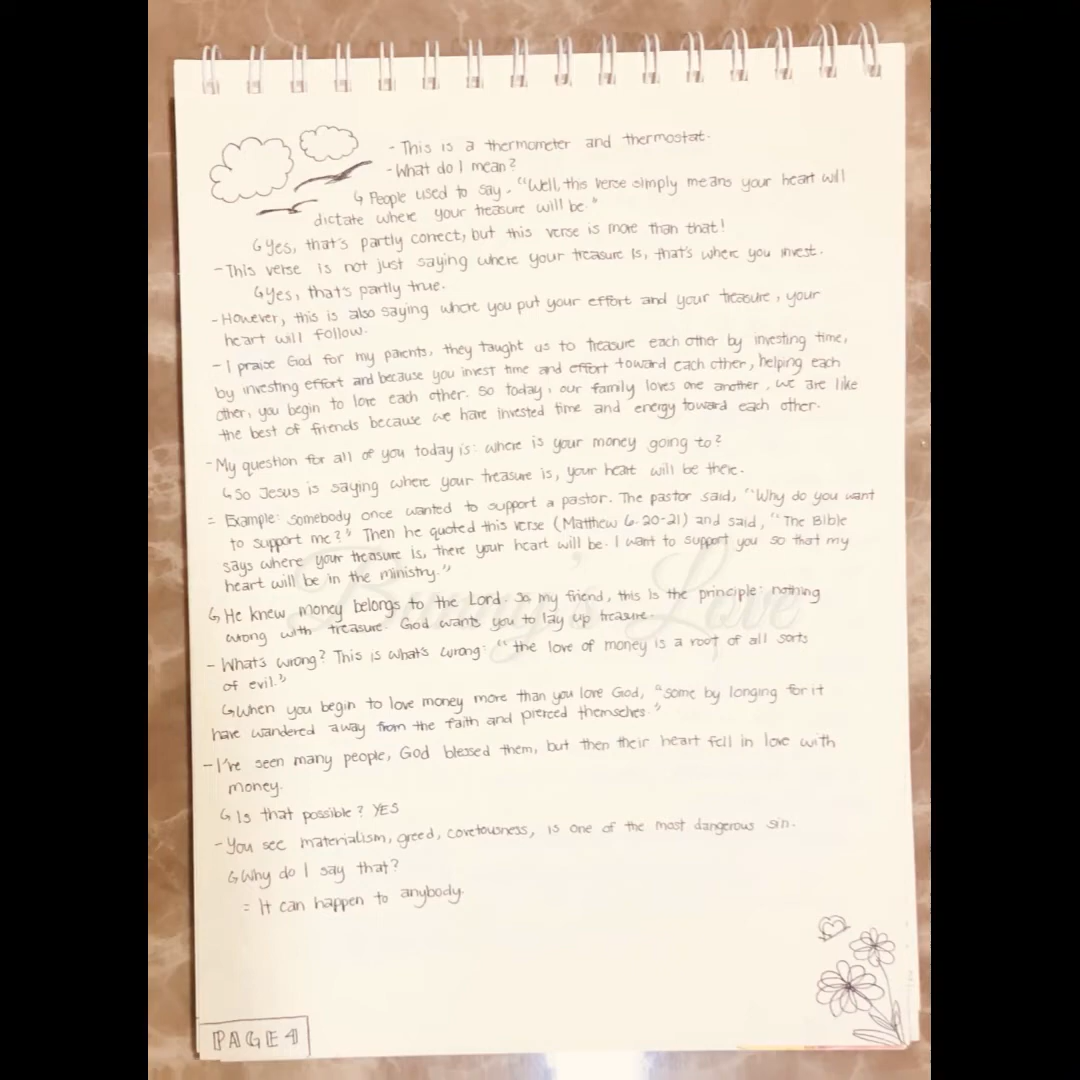 - This is a thermometer and thermostat.
- What do I mean?
↳ People used to say, "Well, this verse simply means your heart will
dictate where your treasure will be."
↳ Yes, that's partly correct, but this verse is more than that!
- This verse is not just saying where your treasure is, that's where you invest.
↳ Yes, that's partly true.
- However, this is also saying where you put your effort and your treasure, your
heart will follow.
- I praise God for my parents, they taught us to treasure each other by investing time,
by investing effort and because you invest time and effort toward each other, helping each
other, you begin to love each other. So today, our family loves one another, we are like
the best of friends because we have invested time and energy toward each other.
- My question for all of you today is: where is your money going to?
↳ So Jesus is saying where your treasure is, your heart will be there.
= Example: Somebody once wanted to support a pastor. The pastor said, "Why do you want
to support me?" Then he quoted this verse (Matthew 6:20-21) and said, "The Bible
says where your treasure is, there your heart will be. I want to support you so that my
heart will be in the ministry."
↳ He knew money belongs to the Lord. So my friend, this is the principle: nothing
wrong with treasure. God wants you to lay up treasure.
- What's wrong? This is what's wrong: "the love of money is a root of all sorts
of evil."
↳ When you begin to love money more than you love God, "some by longing for it
have wandered away from the faith and pierced themselves."
- I've seen many people, God blessed them, but then their heart fell in love with
money.
↳ Is that possible? YES
- You see materialism, greed, covetousness, is one of the most dangerous sin.
↳ Why do I say that?
= It can happen to anybody.
PAGE 4